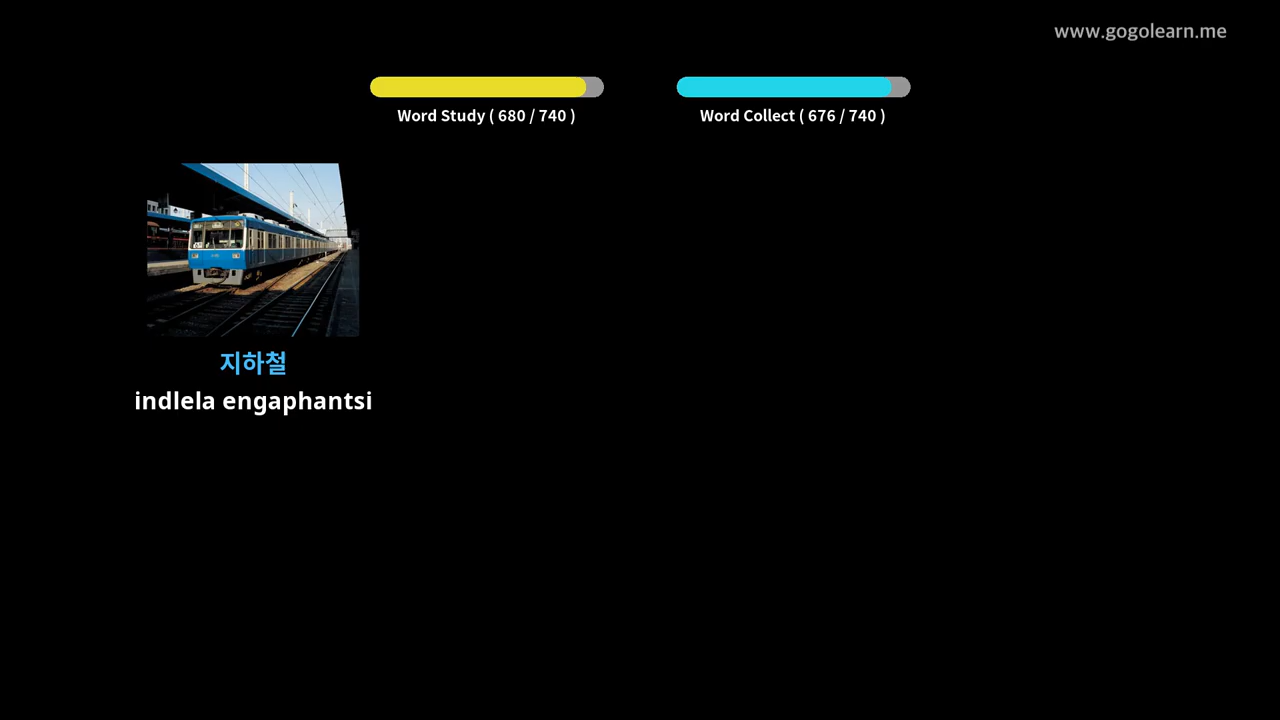 www.gogolearn.me
Word Study ( 680 / 740 )
Word Collect ( 676 / 740 )
지하철
indlela engaphantsi